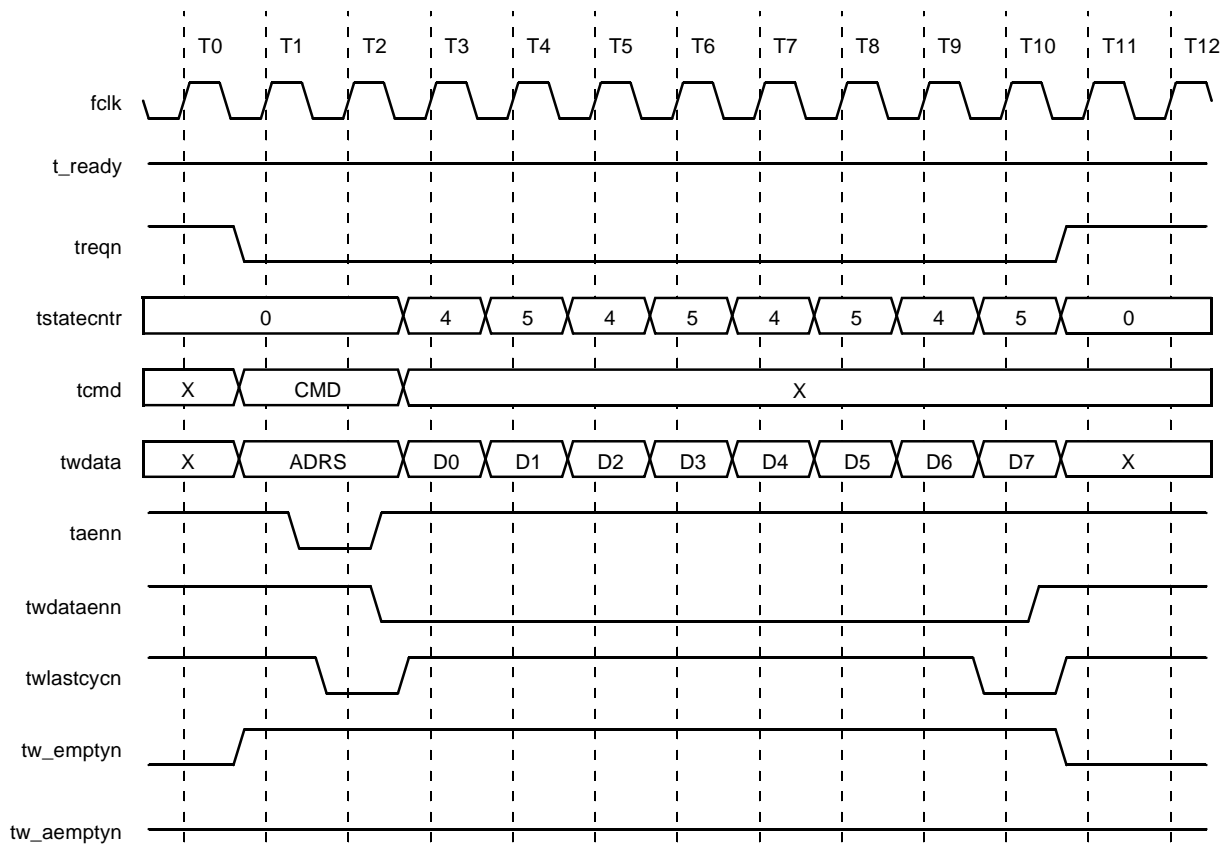 T0 T1 T2 T3 T4 T5 T6 T7 T8 T9 T10 T11 T12
fclk
t_ready
treqn
tstatecntr 0 4 5 4 5 4 5 4 5 0
tcmd X CMD X
twdata X ADRS D0 D1 D2 D3 D4 D5 D6 D7 X
taenn
twdataenn
twlastcycn
tw_emptyn
tw_aemptyn